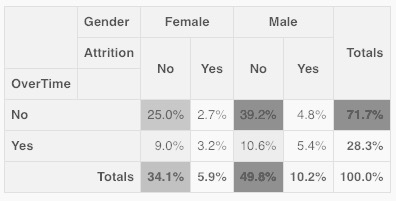 Gender Female Male Totals
Attrition No Yes No Yes
OverTime
No 25.0% 2.7% 39.2% 4.8% 71.7%
Yes 9.0% 3.2% 10.6% 5.4% 28.3%
Totals 34.1% 5.9% 49.8% 10.2% 100.0%